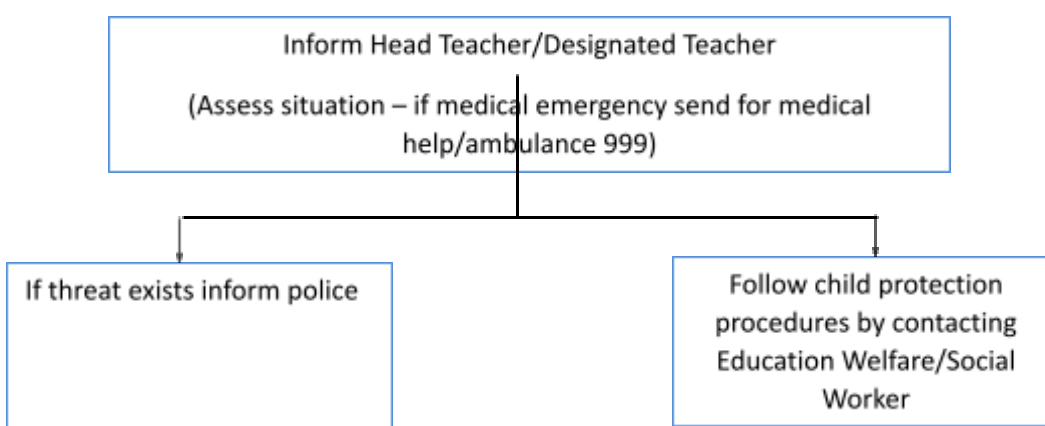 Inform Head Teacher/Designated Teacher
(Assess situation – if medical emergency send for medical
help/ambulance 999)
If threat exists inform police
Follow child protection
procedures by contacting
Education Welfare/Social
Worker